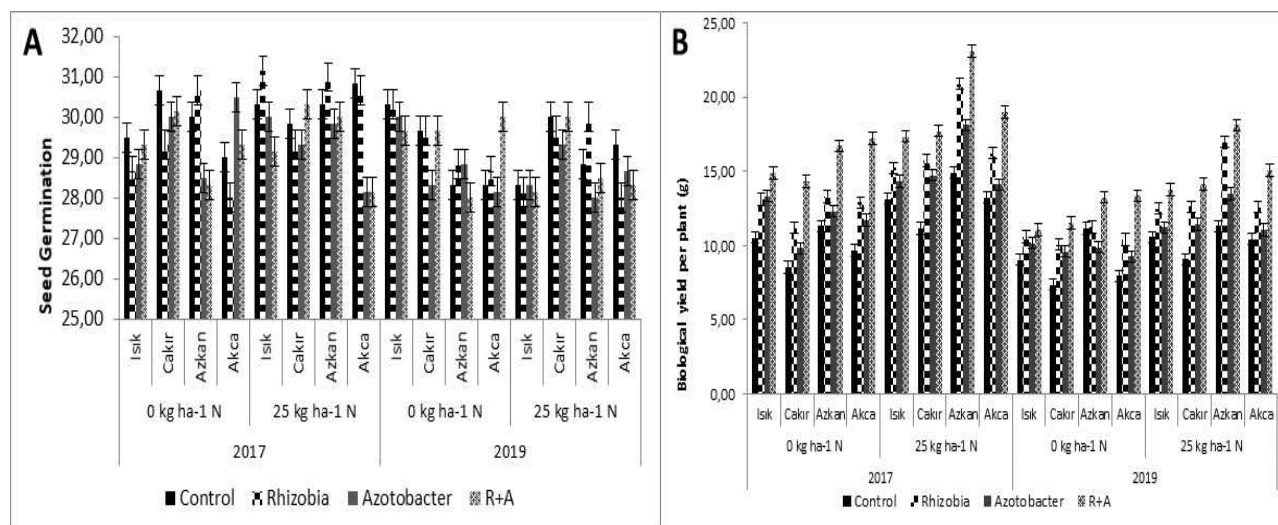 A
Seed Germination
32,00
31,00
30,00
29,00
28,00
27,00
26,00
25,00
Isık Cakır Azkan Akca Isık Cakır Azkan Akca Isık Cakır Azkan Akca Isık Cakır Azkan Akca
0 kg ha-1 N 25 kg ha-1 N 0 kg ha-1 N 25 kg ha-1 N
2017 2019
Control Rhizobia Azotobacter R+A
B
Biological yield per plant (g)
25,00
20,00
15,00
10,00
5,00
0,00
Isık Cakır Azkan Akca Isık Cakır Azkan Akca Isık Cakır Azkan Akca Isık Cakır Azkan Akca
0 kg ha-1 N 25 kg ha-1 N 0 kg ha-1 N 25 kg ha-1 N
2017 2019
Control Rhizobia Azotobacter R+A